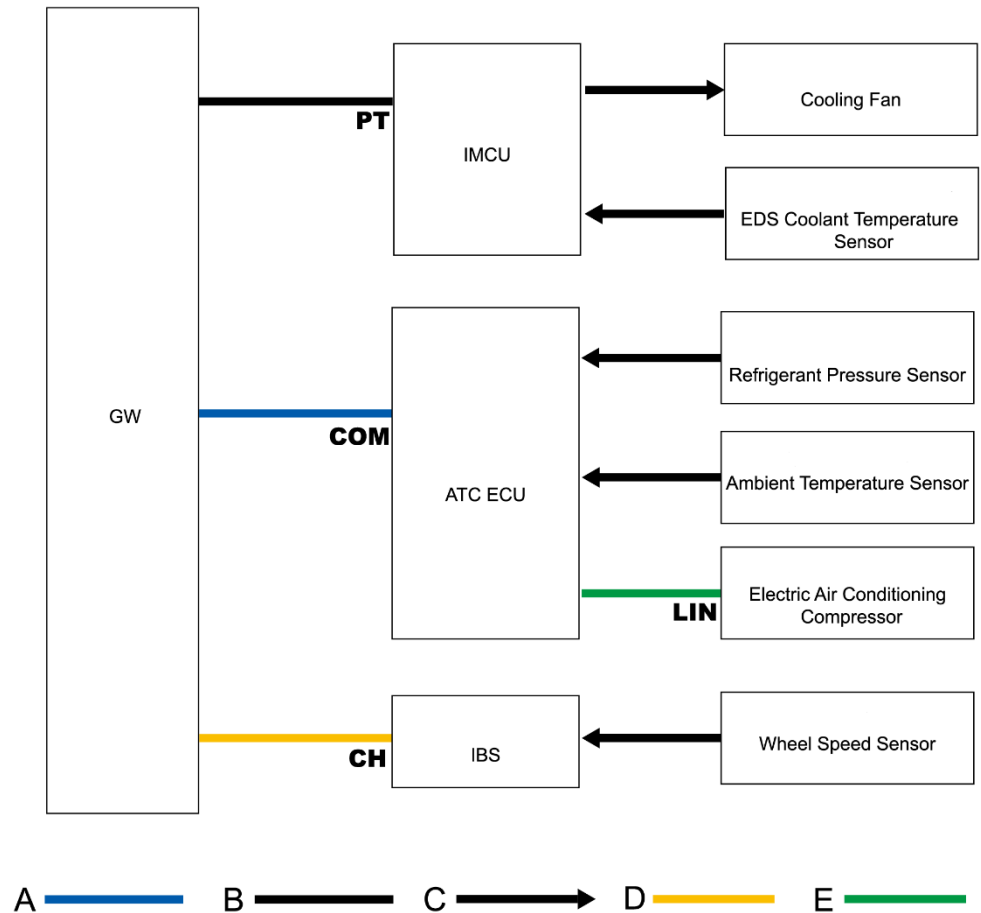 PT
IMCU
Cooling Fan
EDS Coolant Temperature
Sensor
GW
COM
ATC ECU
Refrigerant Pressure Sensor
Ambient Temperature Sensor
LIN
Electric Air Conditioning
Compressor
CH
IBS
Wheel Speed Sensor
A B C D E